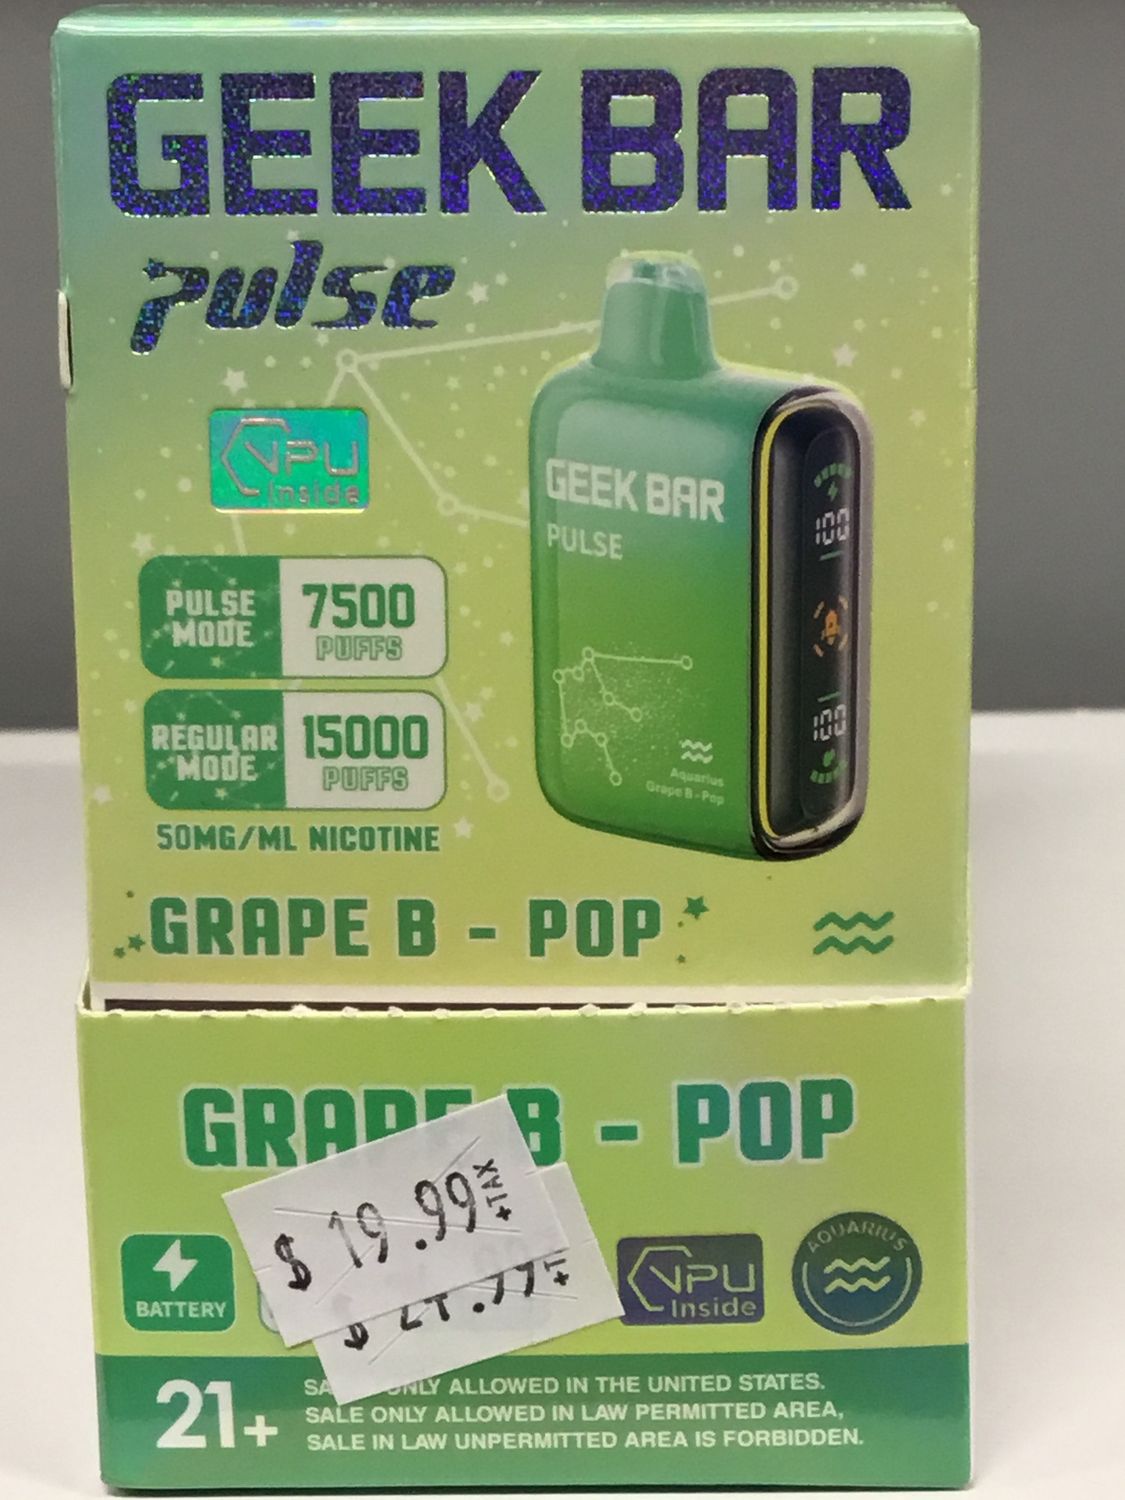 GEEK BAR
pulse
VPU
Inside
PULSE
MODE
7500
PUFFS
REGULAR
MODE
15000
PUFFS
50MG/ML NICOTINE
GRAPE B - POP
GEEK BAR
PULSE
100
100
Aquarius
Grape B - Pop
GRAPE B - POP
$ 19.99 + TAX
BATTERY
VPU
Inside
AQUARIUS
21+
ONLY ALLOWED IN THE UNITED STATES.
SALE ONLY ALLOWED IN LAW PERMITTED AREA,
SALE IN LAW UNPERMITTED AREA IS FORBIDDEN.